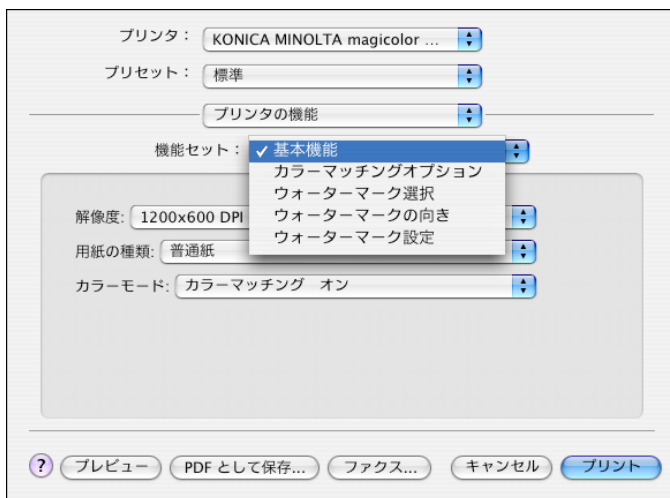 プリンタ： KONICA MINOLTA magicolor ...
プリセット： 標準
プリンタの機能
機能セット： ✓ 基本機能
カラーマッチングオプション
ウォーターマーク選択
ウォーターマークの向き
ウォーターマーク設定
解像度: 1200x600 DPI
用紙の種類: 普通紙
カラーモード: カラーマッチング オン
? プレビュー PDF として保存... ファクス... キャンセル プリント